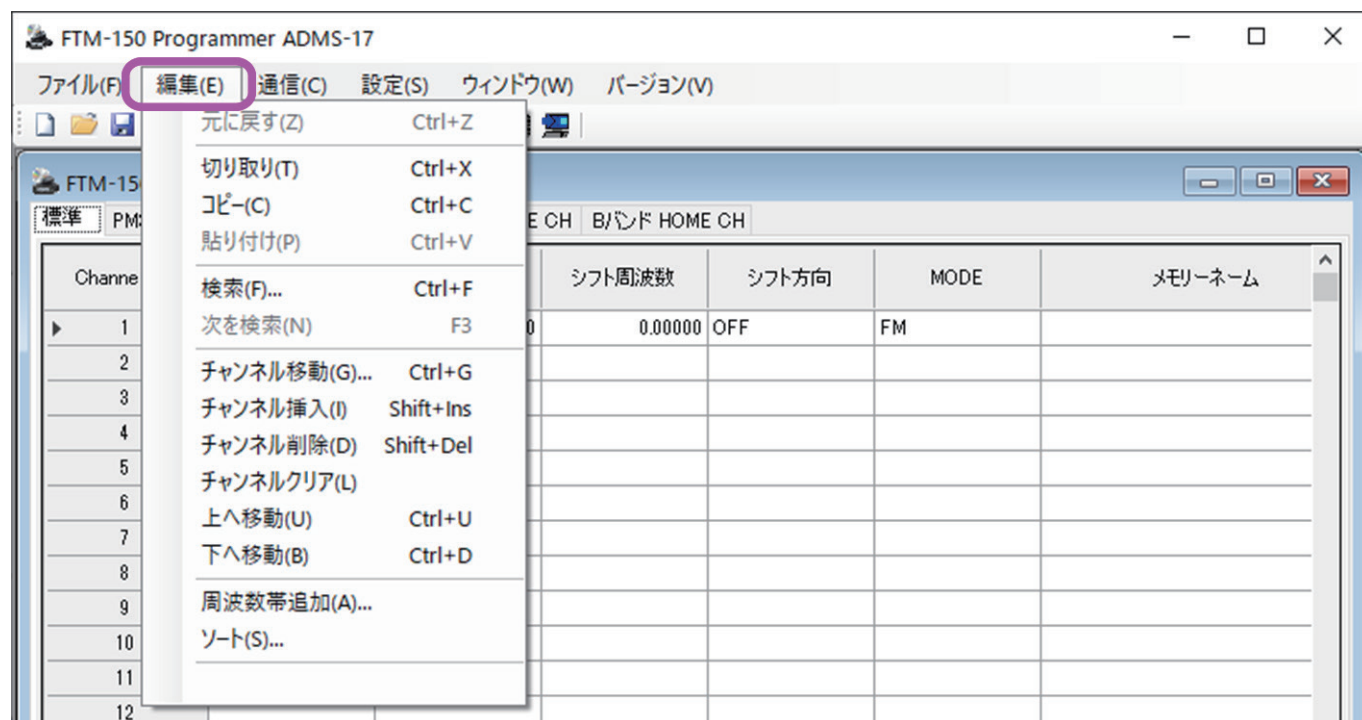 FTM-150 Programmer ADMS-17
ファイル(F) 編集(E) 通信(C) 設定(S) ウィンドウ(W) バージョン(V)
元に戻す(Z) Ctrl+Z
切り取り(T) Ctrl+X
コピー(C) Ctrl+C
貼り付け(P) Ctrl+V
検索(F)... Ctrl+F
次を検索(N) F3
チャンネル移動(G)... Ctrl+G
チャンネル挿入(I) Shift+Ins
チャンネル削除(D) Shift+Del
チャンネルクリア(L)
上へ移動(U) Ctrl+U
下へ移動(B) Ctrl+D
周波数帯追加(A)...
ソート(S)...
FTM-15
標準 PM E CH Bバンド HOME CH
Channe シフト周波数 シフト方向 MODE メモリーネーム
1 0 0.00000 OFF FM
2
3
4
5
6
7
8
9
10
11
12